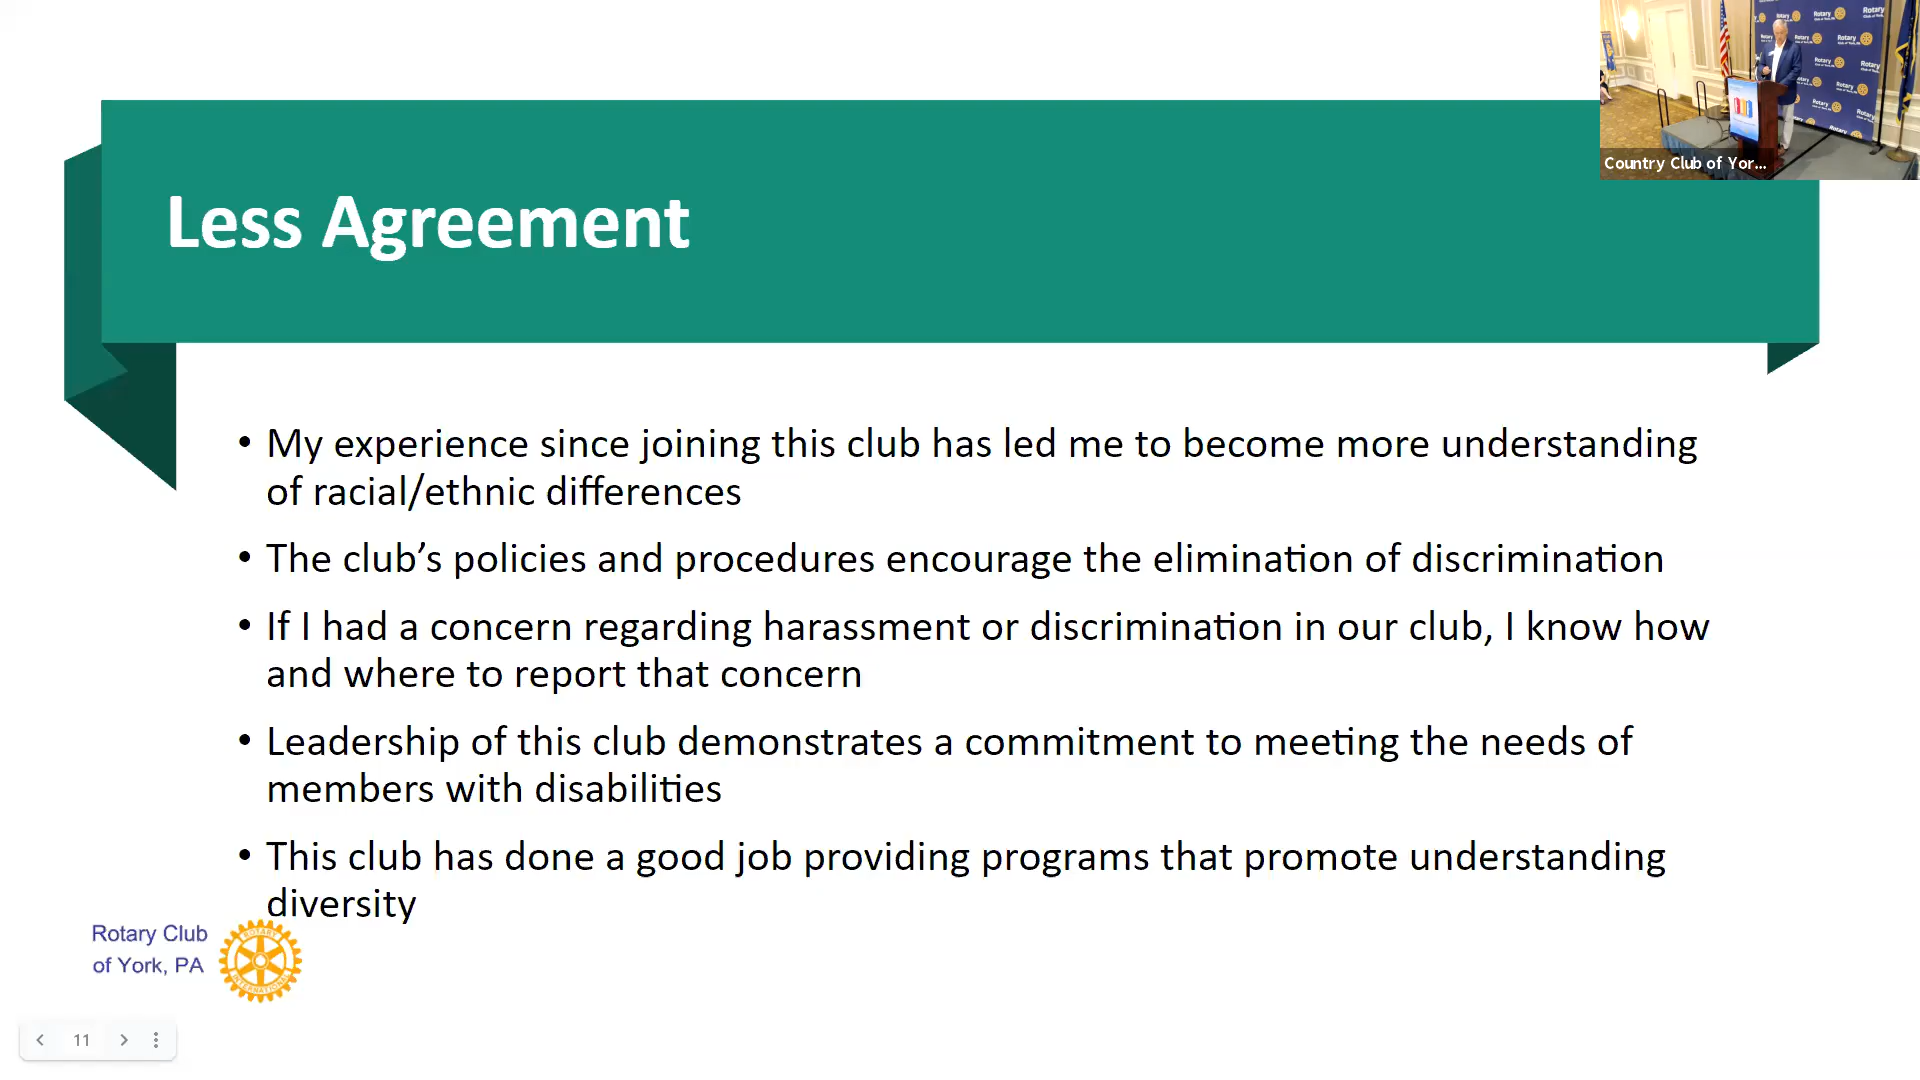 Less Agreement
Country Club of Yor...
• My experience since joining this club has led me to become more understanding
of racial/ethnic differences
• The club’s policies and procedures encourage the elimination of discrimination
• If I had a concern regarding harassment or discrimination in our club, I know how
and where to report that concern
• Leadership of this club demonstrates a commitment to meeting the needs of
members with disabilities
• This club has done a good job providing programs that promote understanding
diversity
Rotary Club
of York, PA
ROTARY
INTERNATIONAL
11